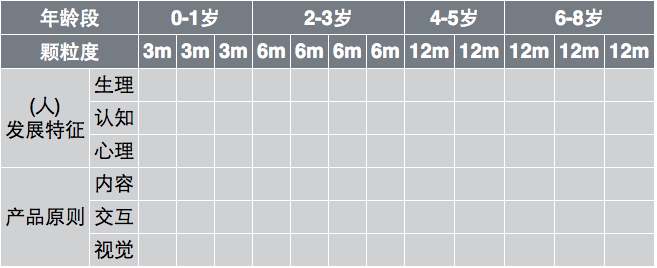 年龄段 0-1岁 2-3岁 4-5岁 6-8岁
颗粒度 3m 3m 3m 6m 6m 6m 6m 12m 12m 12m 12m 12m
(人)
发展特征
生理
认知
心理
产品原则
内容
交互
视觉